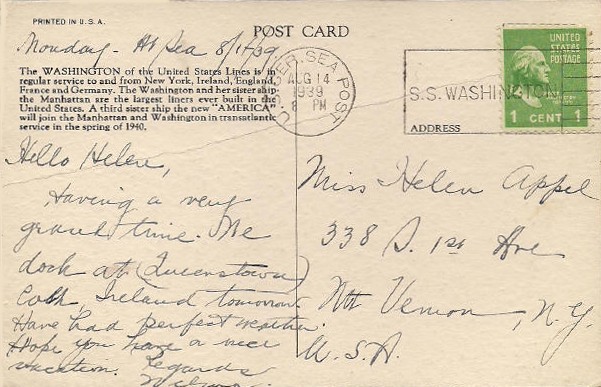 PRINTED IN U.S.A.
POST CARD
Monday - At Sea 8/14/39
The WASHINGTON of the United States Lines is in
regular service to and from New York, Ireland, England,
France and Germany. The Washington and her sister ship
the Manhattan are the largest liners ever built in the
United States. A third sister ship the new "AMERICA"
will join the Manhattan and Washington in transatlantic
service in the spring of 1940.
Hello Helen,
Having a very
grand time. We
dock at (Queenstown)
Cobh, Ireland tomorrow.
Have had perfect weather.
Hope you have a nice
vacation. Regards
U.S. SEA POST
AUG 14
1939
8 PM
S.S. WASHINGTON
UNITED
STATES
POSTAGE
1 CENT 1
ADDRESS
Miss Helen Appel
338 S. 1st Ave
Mt Vernon, N.Y.
U.S.A.